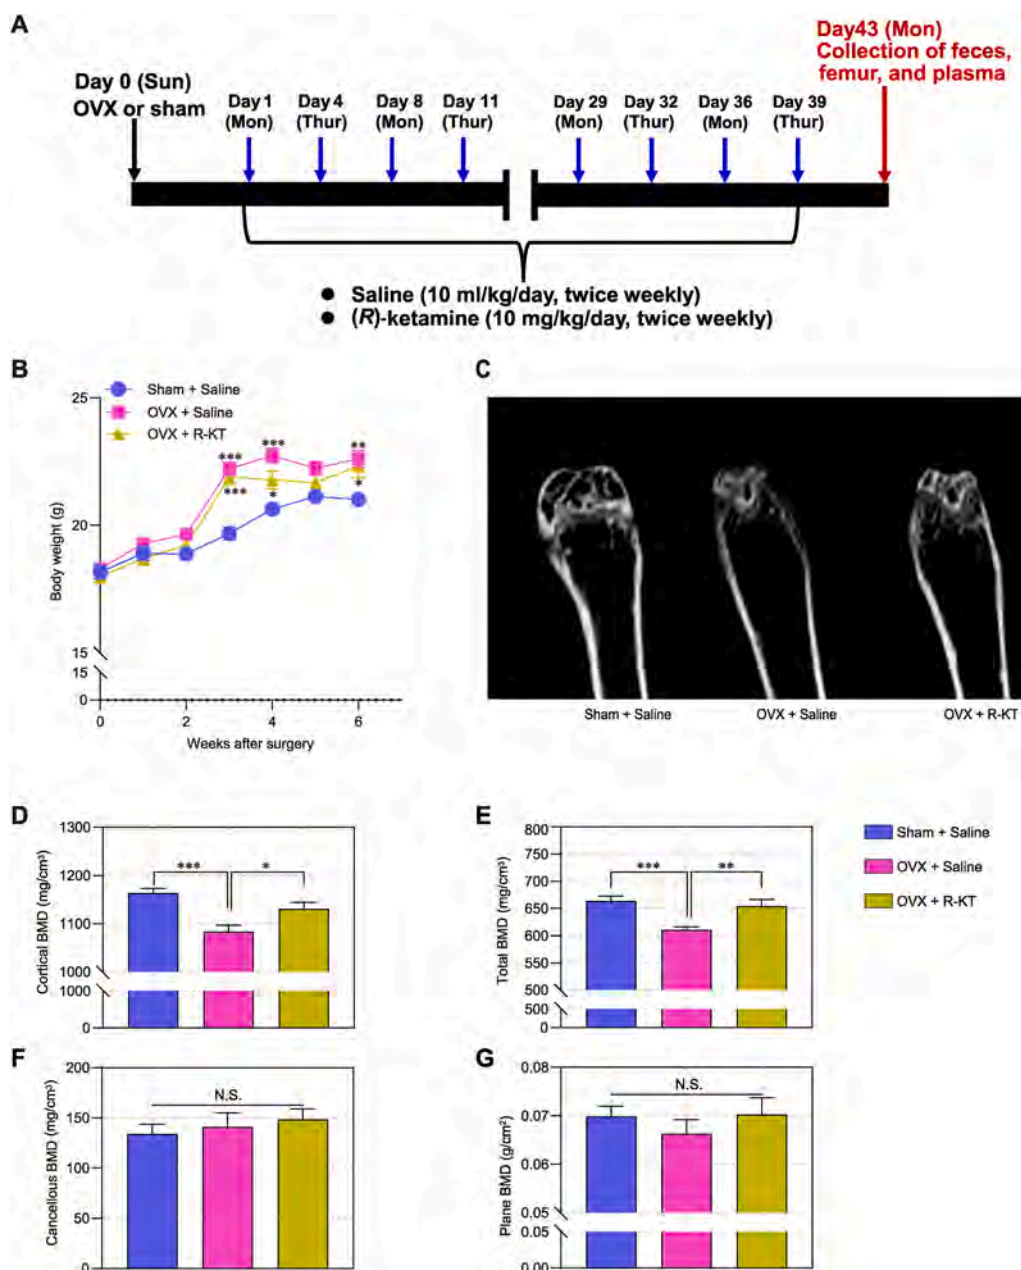 A
Day 0 (Sun)
OVX or sham
Day 1
(Mon)
Day 4
(Thur)
Day 8
(Mon)
Day 11
(Thur)
Day 29
(Mon)
Day 32
(Thur)
Day 36
(Mon)
Day 39
(Thur)
Day43 (Mon)
Collection of feces,
femur, and plasma
● Saline (10 ml/kg/day, twice weekly)
● (R)-ketamine (10 mg/kg/day, twice weekly)
B
Sham + Saline
OVX + Saline
OVX + R-KT
Body weight (g)
25
20
15
15
0
*** *** **
*** * *
0 2 4 6
Weeks after surgery
C
Sham + Saline OVX + Saline OVX + R-KT
D
Cortical BMD (mg/cm³)
1300
1200
1100
1000
1000
0
*** *
E
Total BMD (mg/cm³)
800
750
700
650
600
550
500
500
0
*** **
Sham + Saline
OVX + Saline
OVX + R-KT
F
Cancellous BMD (mg/cm³)
200
150
100
50
0
N.S.
G
Plane BMD (g/cm²)
0.08
0.07
0.06
0.05
0.05
0.00
N.S.